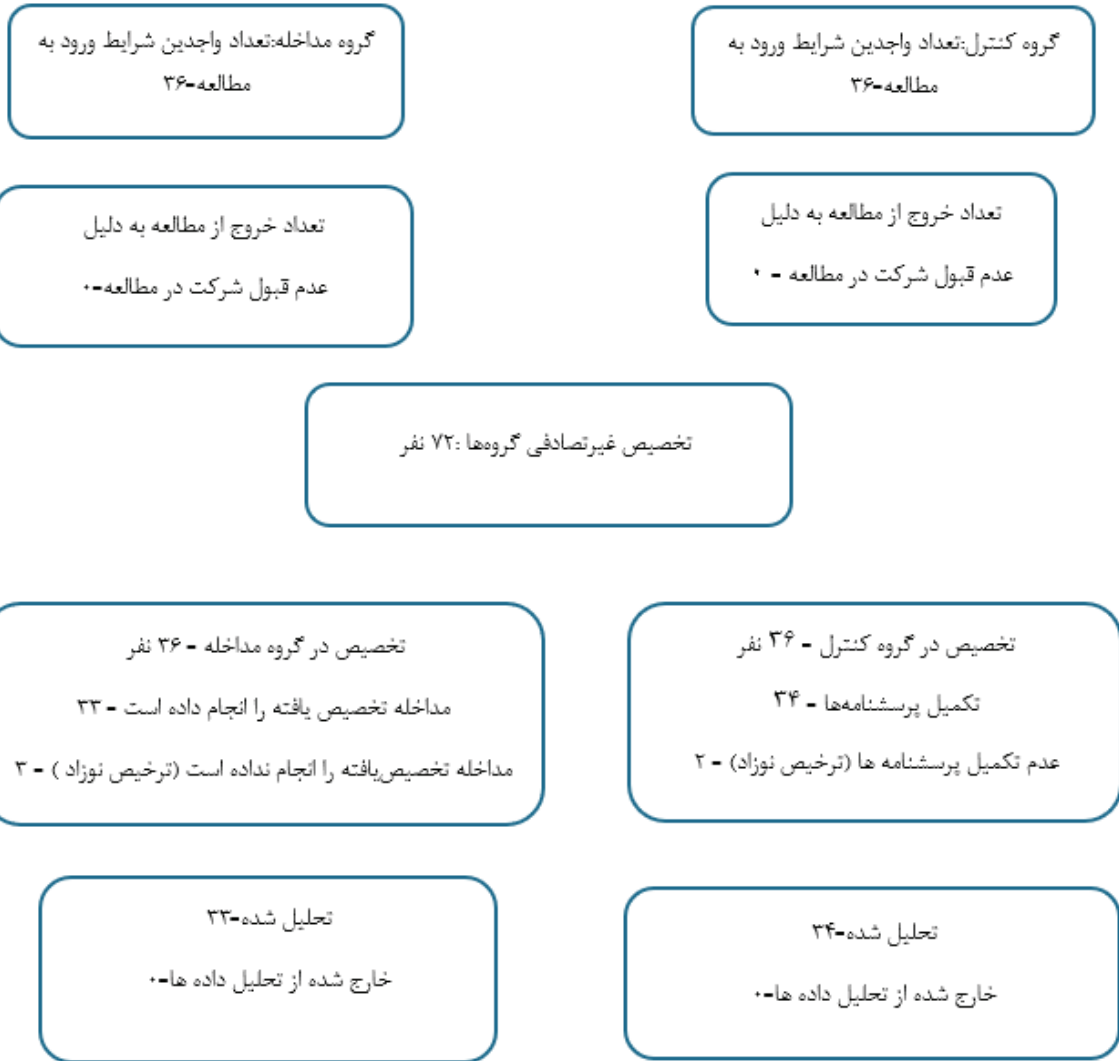 گروه کنترل:تعداد واجدین شرایط ورود به
مطالعه-۳۶
گروه مداخله:تعداد واجدین شرایط ورود به
مطالعه-۳۶
تعداد خروج از مطالعه به دلیل
عدم قبول شرکت در مطالعه - ۰
تعداد خروج از مطالعه به دلیل
عدم قبول شرکت در مطالعه-۰
تخصیص غیرتصادفی گروه‌ها :۷۲ نفر
تخصیص در گروه کنترل - ۳۶ نفر
تکمیل پرسشنامه‌ها - ۳۴
عدم تکمیل پرسشنامه ها (ترخیص نوزاد) - ۲
تخصیص در گروه مداخله - ۳۶ نفر
مداخله تخصیص یافته را انجام داده است - ۳۳
مداخله تخصیص‌یافته را انجام نداده است (ترخیص نوزاد ) - ۳
تحلیل شده-۳۴
خارج شده از تحلیل داده ها-۰
تحلیل شده-۳۳
خارج شده از تحلیل داده ها-۰